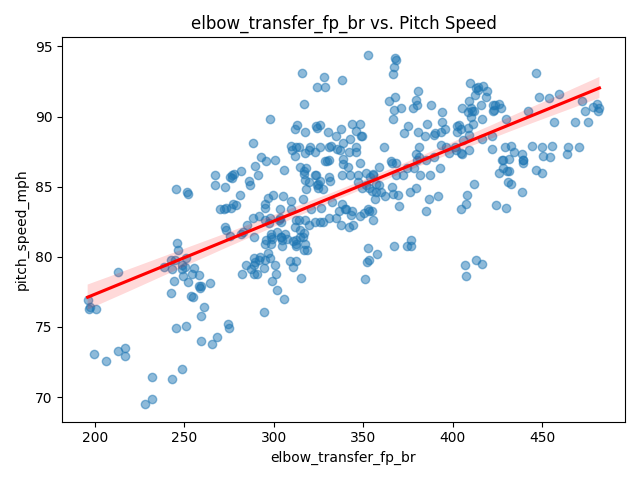 elbow_transfer_fp_br vs. Pitch Speed
95
90
85
80
75
70
pitch_speed_mph
200 250 300 350 400 450
elbow_transfer_fp_br